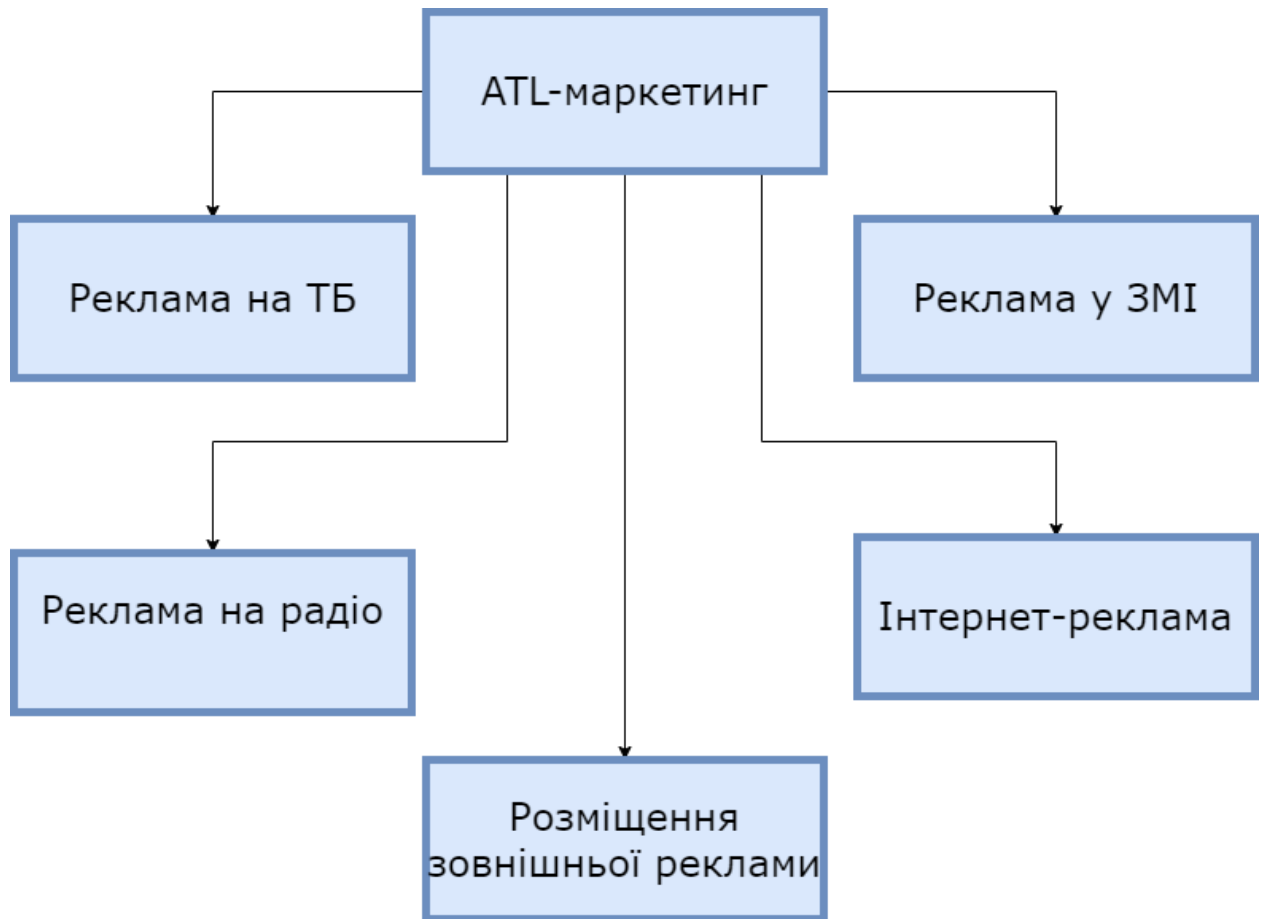 ATL-маркетинг
Реклама на ТБ
Реклама у ЗМІ
Реклама на радіо
Інтернет-реклама
Розміщення
зовнішньої реклами